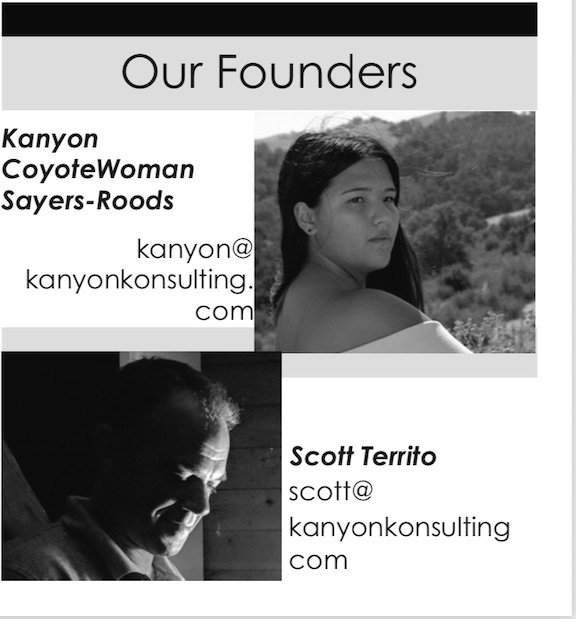 Our Founders
Kanyon
CoyoteWoman
Sayers-Roods
kanyon@
kanyonkonsulting.
com
Scott Territo
scott@
kanyonkonsulting
com